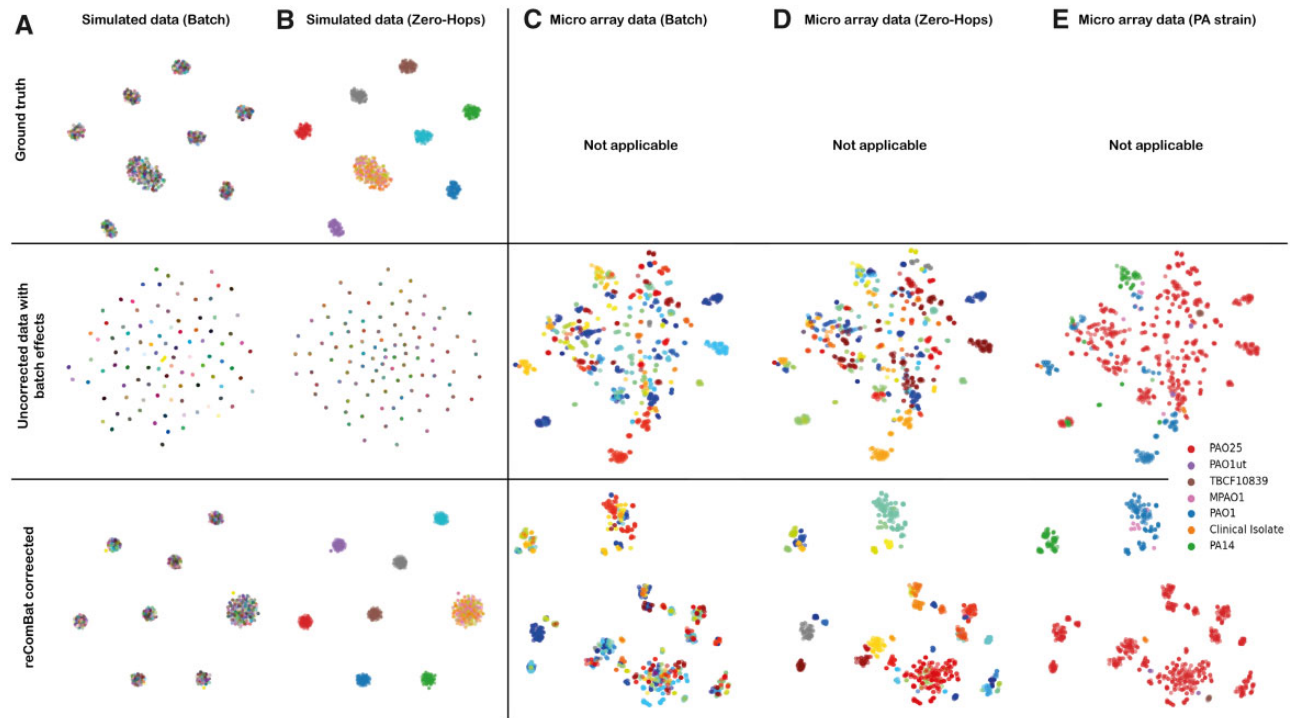 A Simulated data (Batch)
B Simulated data (Zero-Hops)
C Micro array data (Batch)
D Micro array data (Zero-Hops)
E Micro array data (PA strain)
Ground truth
Not applicable
Not applicable
Not applicable
Uncorrected data with
batch effects
PAO25
PAO1ut
TBCF10839
MPAO1
PAO1
Clinical Isolate
PA14
reComBat correected